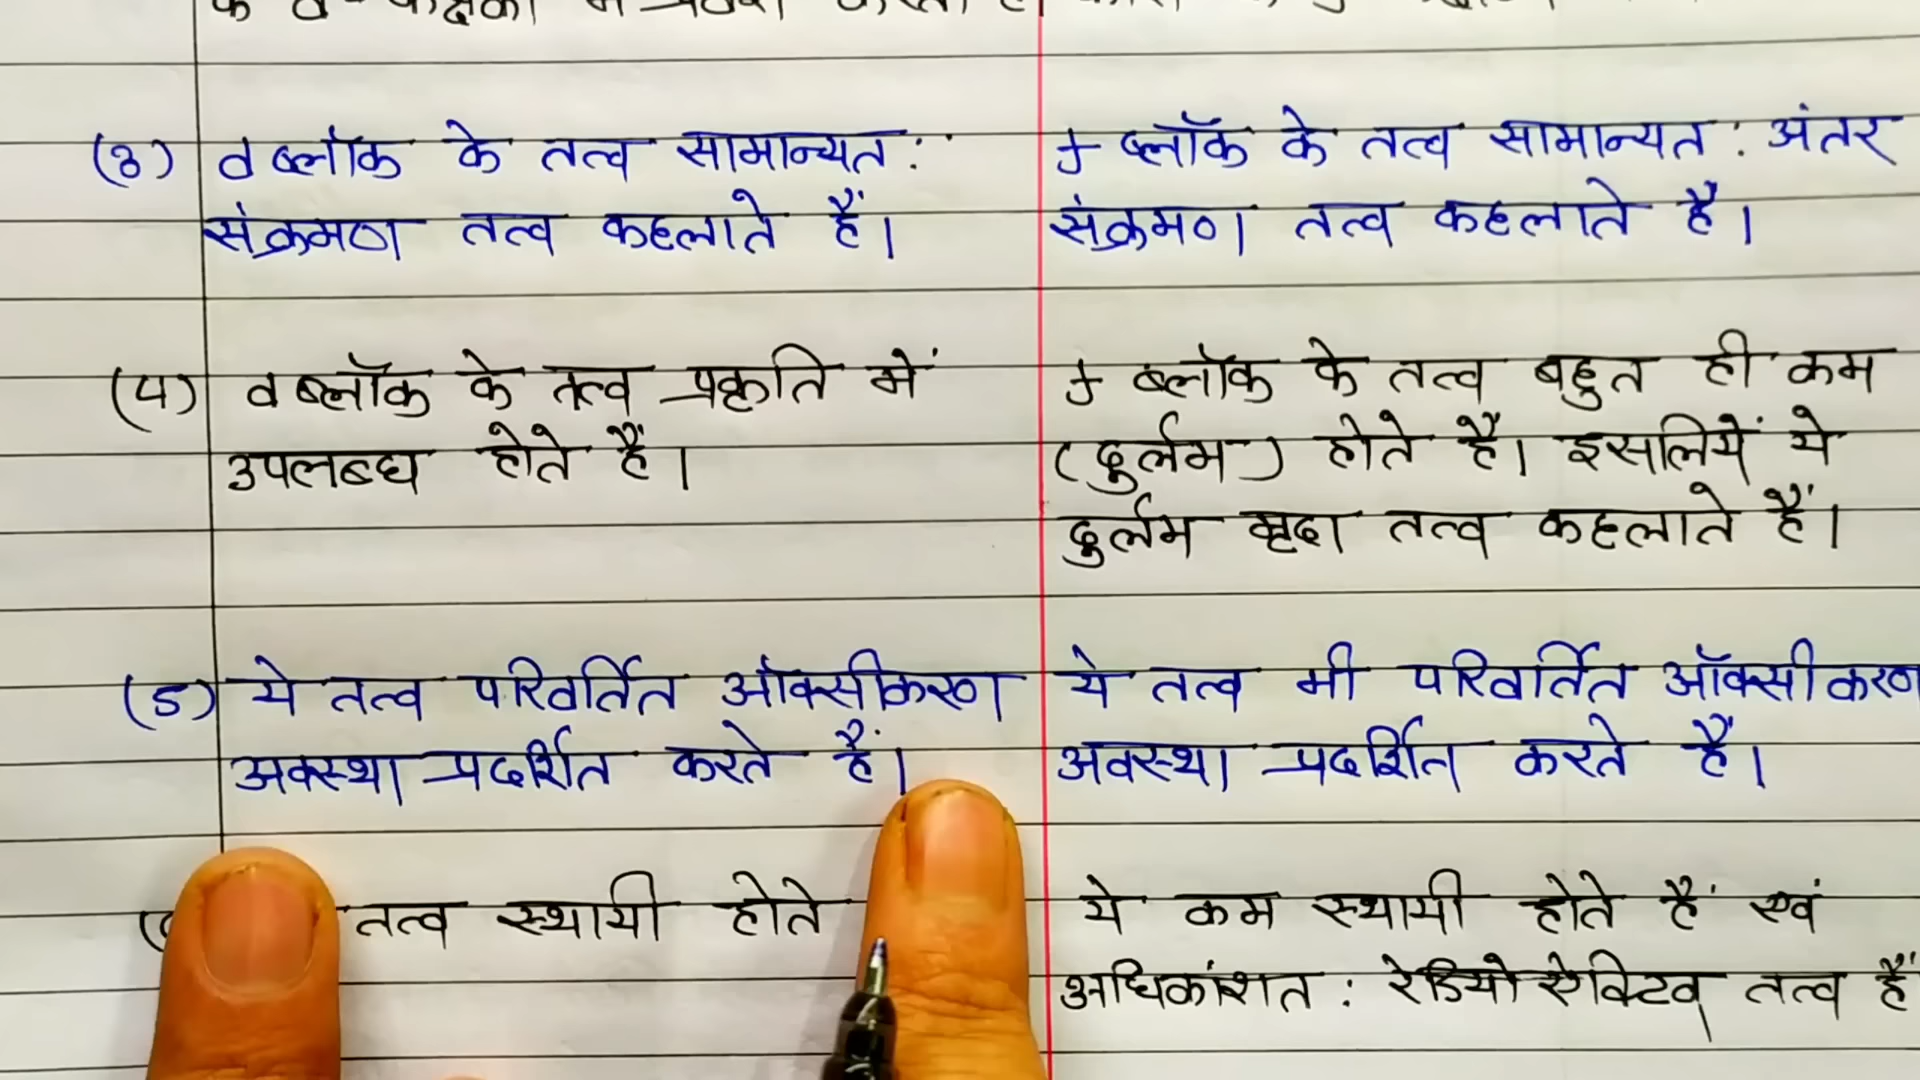 (3) d ब्लॉक के तत्व सामान्यत:
संक्रमण तत्व कहलाते हैं।
f ब्लॉक के तत्व सामान्यत: अंतर
संक्रमण तत्व कहलाते हैं।
(4) d ब्लॉक के तत्व प्रकृति में
उपलब्ध होते हैं।
f ब्लॉक के तत्व बहुत ही कम
(दुर्लभ) होते हैं। इसलियें ये
दुर्लभ मृदा तत्व कहलाते हैं।
(5) ये तत्व परिवर्तित ऑक्सीकरण
अवस्था प्रदर्शित करते हैं।
ये तत्व भी परिवर्तित ऑक्सीकरण
अवस्था प्रदर्शित करते हैं।
तत्व स्थायी होते
ये कम स्थायी होते हैं एवं
अधिकांशत: रेडियोऐक्टिव तत्व हैं